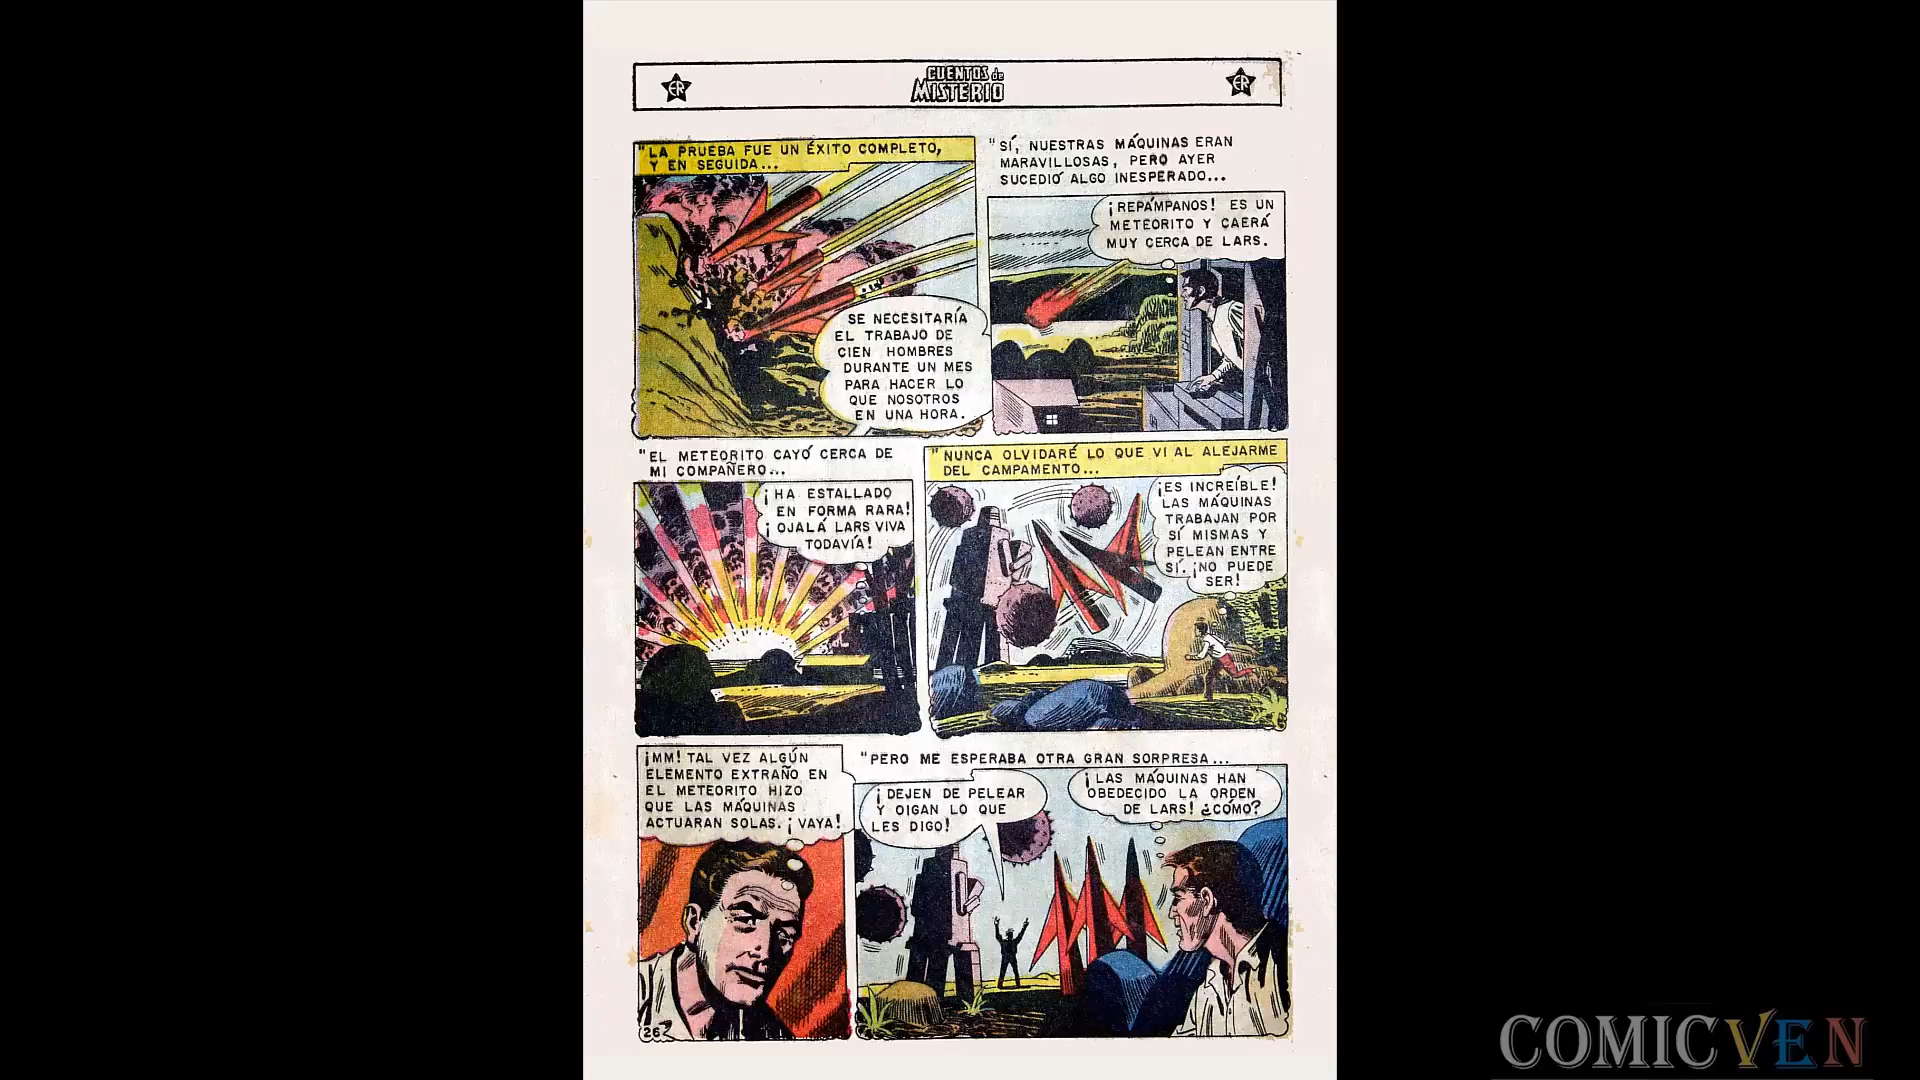 ER
CUENTOS de
MISTERIO
ER
"LA PRUEBA FUE UN ÉXITO COMPLETO,
Y EN SEGUIDA...
SE NECESITARÍA
EL TRABAJO DE
CIEN HOMBRES
DURANTE UN MES
PARA HACER LO
QUE NOSOTROS
EN UNA HORA.
"SÍ, NUESTRAS MÁQUINAS ERAN
MARAVILLOSAS, PERO AYER
SUCEDIÓ ALGO INESPERADO...
¡REPÁMPANOS! ES UN
METEORITO Y CAERÁ
MUY CERCA DE LARS.
"EL METEORITO CAYÓ CERCA DE
MI COMPAÑERO...
¡HA ESTALLADO
EN FORMA RARA!
¡OJALÁ LARS VIVA
TODAVÍA!
"NUNCA OLVIDARÉ LO QUE VI AL ALEJARME
DEL CAMPAMENTO...
¡ES INCREÍBLE!
LAS MÁQUINAS
TRABAJAN POR
SÍ MISMAS Y
PELEAN ENTRE
SÍ. ¡NO PUEDE
SER!
¡MM! TAL VEZ ALGÚN
ELEMENTO EXTRAÑO EN
EL METEORITO HIZO
QUE LAS MÁQUINAS
ACTUARAN SOLAS. ¡VAYA!
"PERO ME ESPERABA OTRA GRAN SORPRESA...
¡DEJEN DE PELEAR
Y OIGAN LO QUE
LES DIGO!
¡LAS MÁQUINAS HAN
OBEDECIDO LA ORDEN
DE LARS! ¿CÓMO?
26
COMICVEN